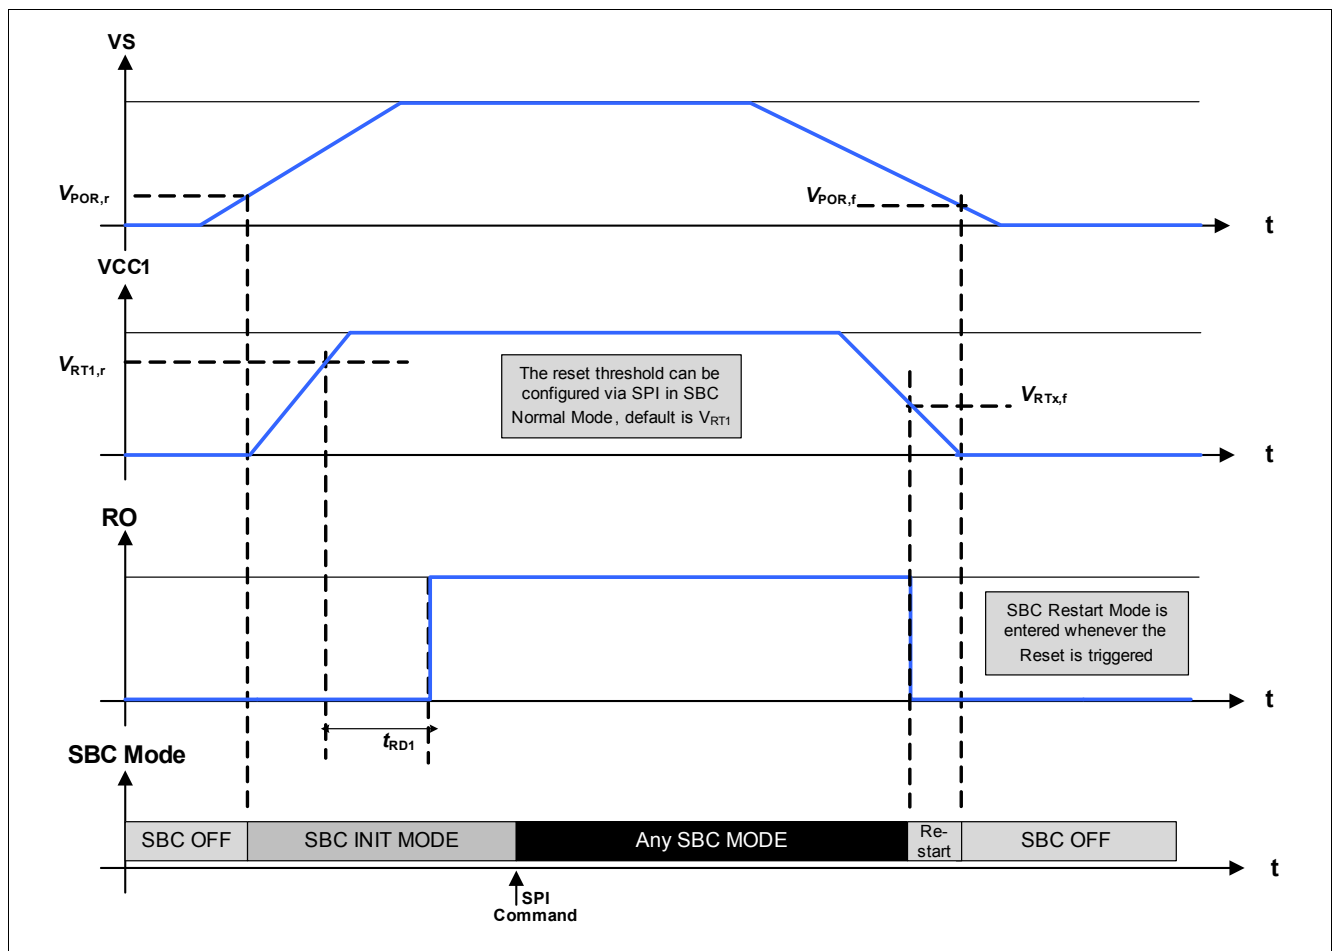 VS
VPOR,r
VPOR,f
t
VCC1
VRT1,r
The reset threshold can be
configured via SPI in SBC
Normal Mode, default is VRT1
VRTx,f
t
RO
SBC Restart Mode is
entered whenever the
Reset is triggered
t
tRD1
SBC Mode
SBC OFF
SBC INIT MODE
Any SBC MODE
Re-
start
SBC OFF
t
SPI
Command